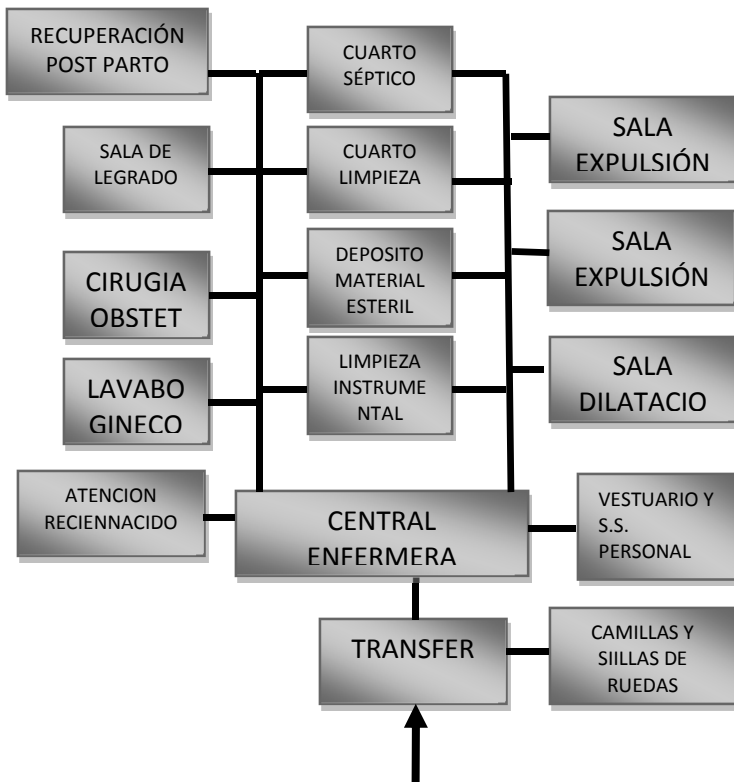 RECUPERACIÓN
POST PARTO
CUARTO
SÉPTICO
SALA
EXPULSIÓN
SALA DE
LEGRADO
CUARTO
LIMPIEZA
SALA
EXPULSIÓN
CIRUGIA
OBSTET
DEPOSITO
MATERIAL
ESTERIL
LAVABO
GINECO
LIMPIEZA
INSTRUME
NTAL
SALA
DILATACIO
ATENCION
RECIENNACIDO
CENTRAL
ENFERMERA
VESTUARIO Y
S.S.
PERSONAL
TRANSFER
CAMILLAS Y
SIILLAS DE
RUEDAS